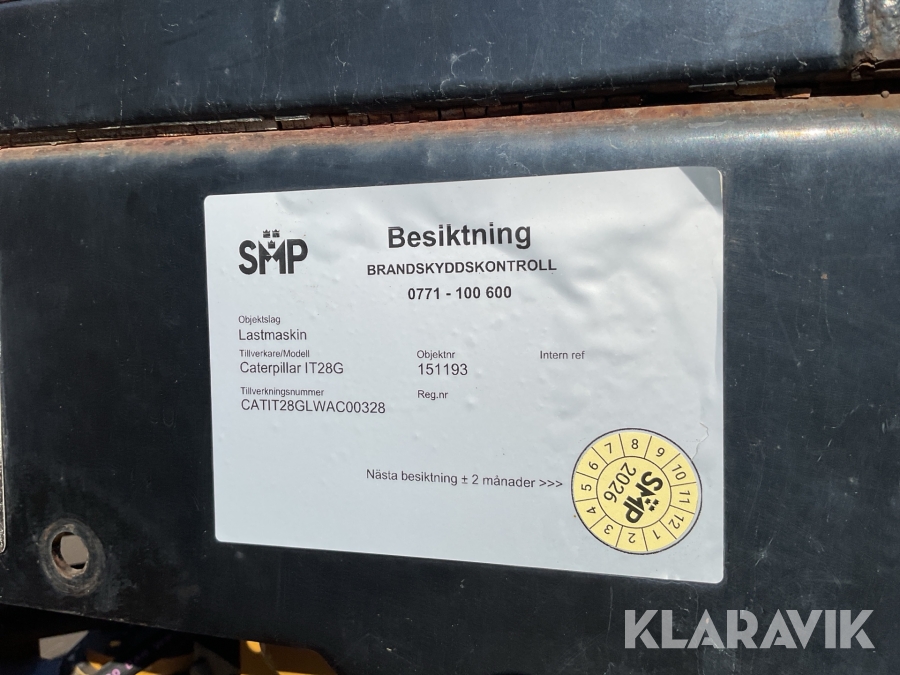 SMP
Besiktning
BRANDSKYDDSKONTROLL
0771 - 100 600
Objektslag
Lastmaskin
Tillverkare/Modell Objektnr Intern ref
Caterpillar IT28G 151193
Tillverkningsnummer Reg.nr
CATIT28GLWAC00328
Nästa besiktning ± 2 månader >>>
1 2 3 4 5 6 7 8 9 10 11 12
SMP
2026
KLARAVIK